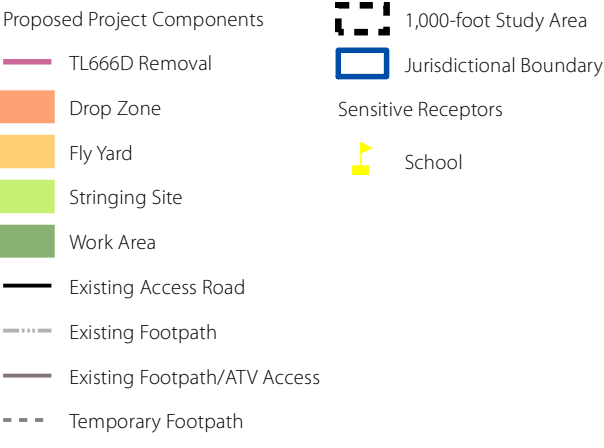 Proposed Project Components
TL666D Removal
Drop Zone
Fly Yard
Stringing Site
Work Area
Existing Access Road
Existing Footpath
Existing Footpath/ATV Access
Temporary Footpath
1,000-foot Study Area
Jurisdictional Boundary
Sensitive Receptors
School